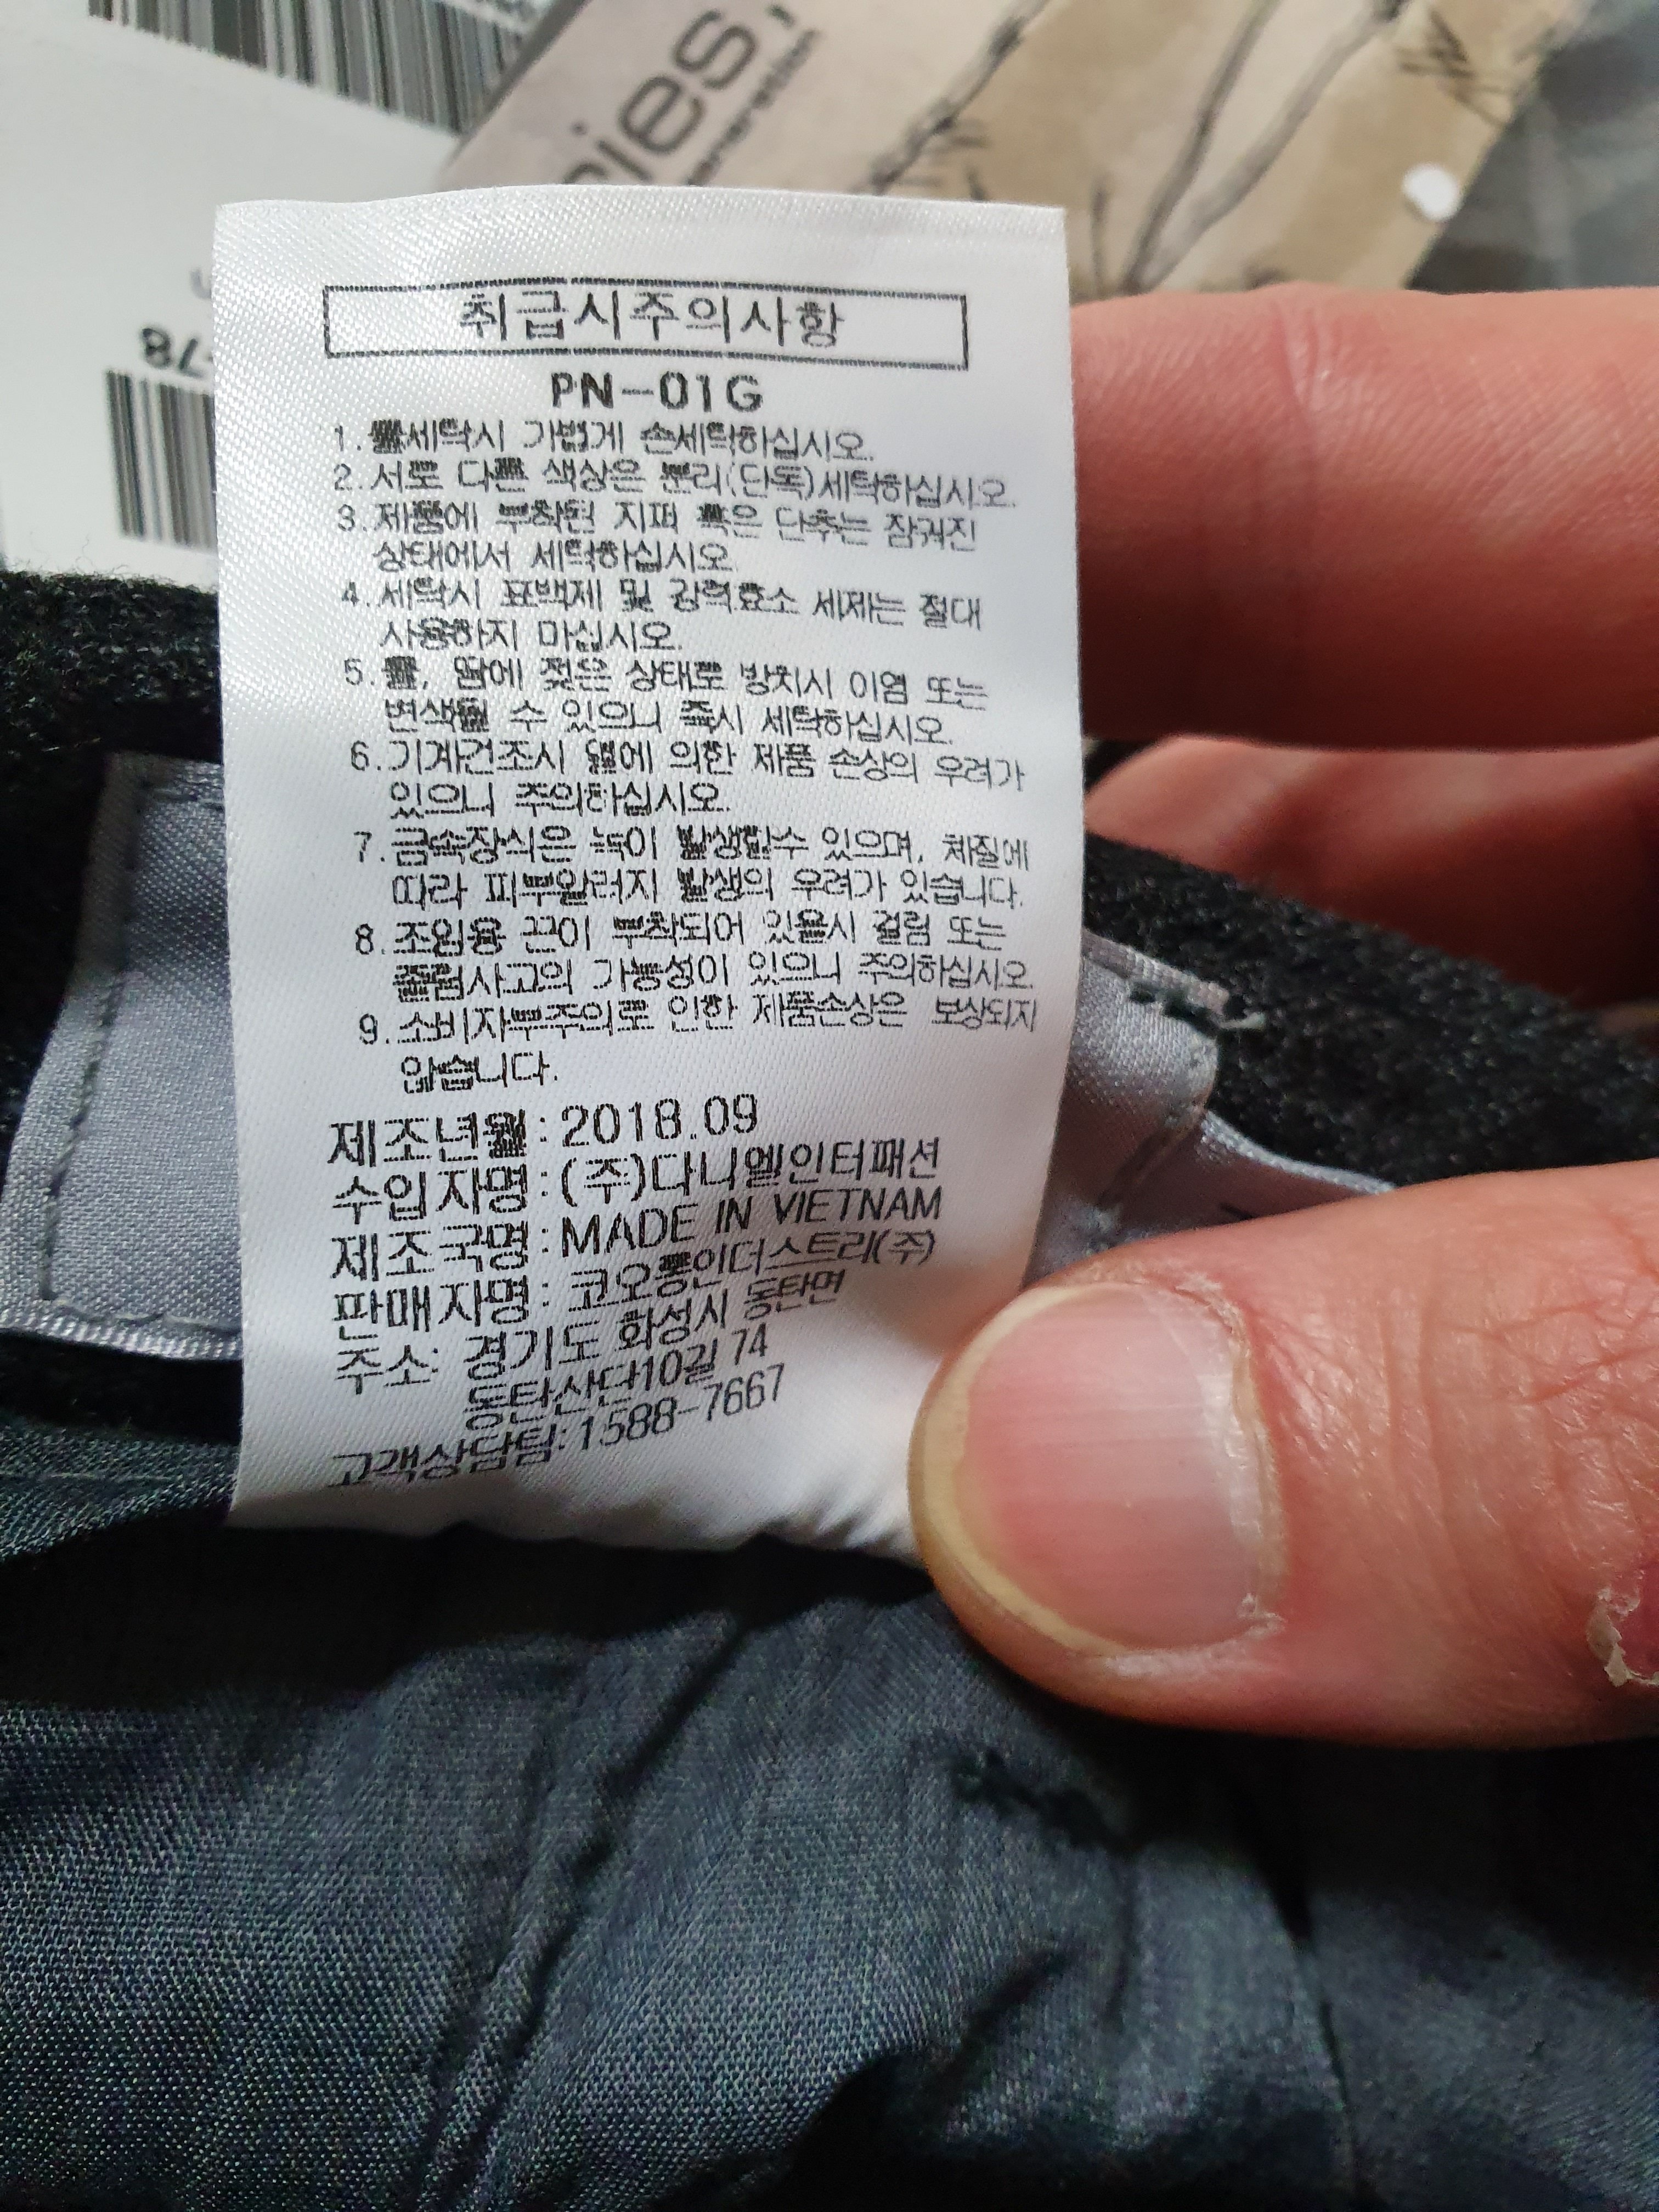 취급시주의사항
PN-01G
1.물세탁시 가볍게 손세탁하십시오.
2.서로 다른 색상은 분리(단독)세탁하십시오.
3.제품에 부착된 지퍼 혹은 단추는 잠궈진
상태에서 세탁하십시오.
4.세탁시 표백제 및 강력효소 세제는 절대
사용하지 마십시오.
5.물, 땀에 젖은 상태로 방치시 이염 또는
변색될 수 있으니 즉시 세탁하십시오.
6.기계건조시 열에 의한 제품 손상의 우려가
있으니 주의하십시오.
7.금속장식은 녹이 발생할수 있으며, 체질에
따라 피부알러지 발생의 우려가 있습니다.
8.조임용 끈이 부착되어 있을시 걸림 또는
졸림사고의 가능성이 있으니 주의하십시오.
9.소비자부주의로 인한 제품손상은 보상되지
않습니다.
제조년월:2018.09
수입자명:(주)다니엘인터패션
제조국명:MADE IN VIETNAM
판매자명:코오롱인더스트리(주)
주소: 경기도 화성시 동탄면
동탄산단10길 74
고객상담팀:1588-7667